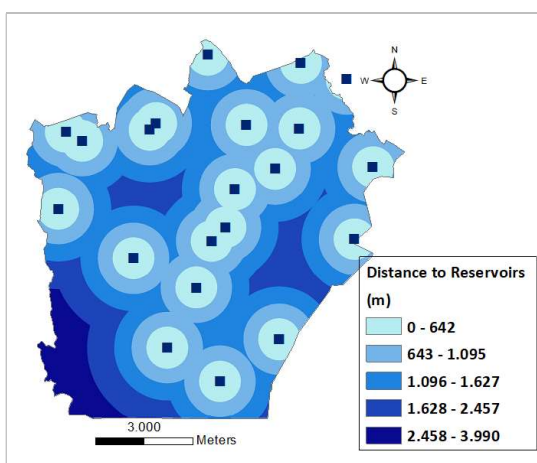 N
W E
S
Distance to Reservoirs
(m)
0 - 642
643 - 1.095
1.096 - 1.627
1.628 - 2.457
2.458 - 3.990
3.000
Meters